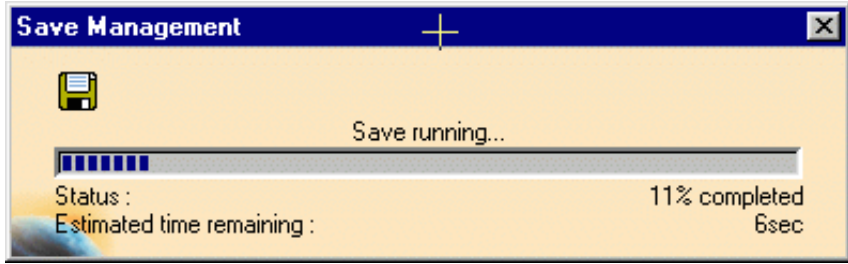 Save Management
Save running...
Status : 11% completed
Estimated time remaining : 6sec